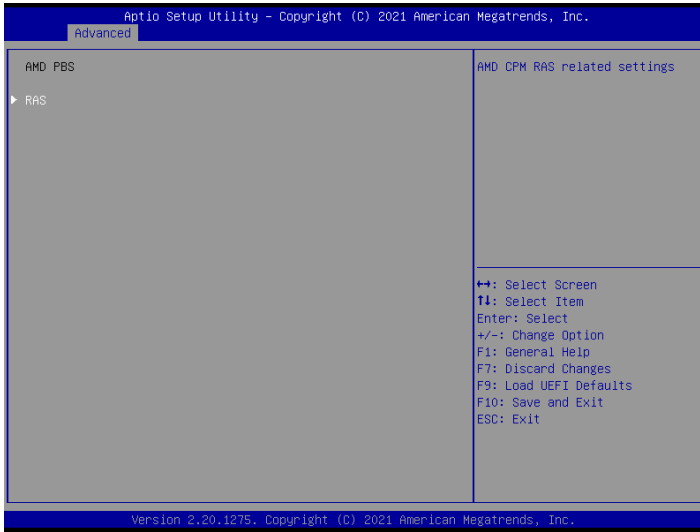 Aptio Setup Utility – Copyright (C) 2021 American Megatrends, Inc.
Advanced
AMD PBS
▶ RAS
AMD CPM RAS related settings
↔: Select Screen
↑↓: Select Item
Enter: Select
+/-: Change Option
F1: General Help
F7: Discard Changes
F9: Load UEFI Defaults
F10: Save and Exit
ESC: Exit
Version 2.20.1275. Copyright (C) 2021 American Megatrends, Inc.